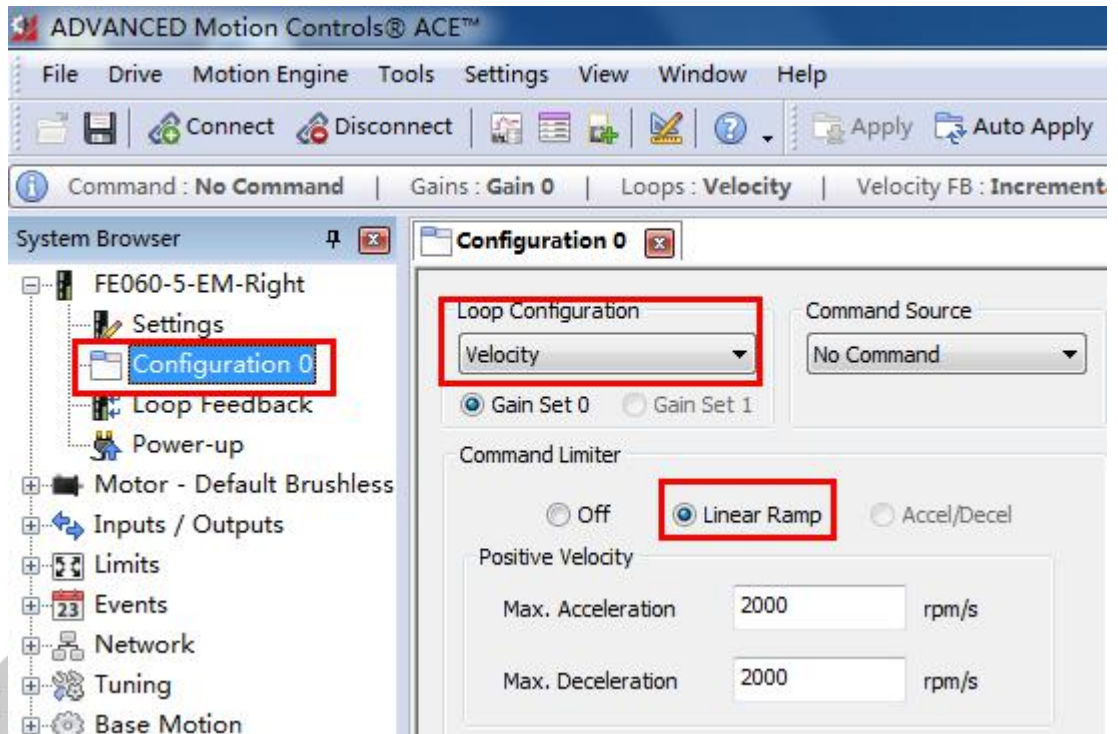 ADVANCED Motion Controls® ACE™
File Drive Motion Engine Tools Settings View Window Help
Connect Disconnect Apply Auto Apply
Command : No Command | Gains : Gain 0 | Loops : Velocity | Velocity FB : Increment
System Browser
Configuration 0
FE060-5-EM-Right
Settings
Configuration 0
Loop Feedback
Power-up
Motor - Default Brushless
Inputs / Outputs
Limits
23 Events
Network
Tuning
Base Motion
Loop Configuration
Command Source
Velocity
No Command
Gain Set 0 Gain Set 1
Command Limiter
Off Linear Ramp Accel/Decel
Positive Velocity
Max. Acceleration 2000 rpm/s
Max. Deceleration 2000 rpm/s